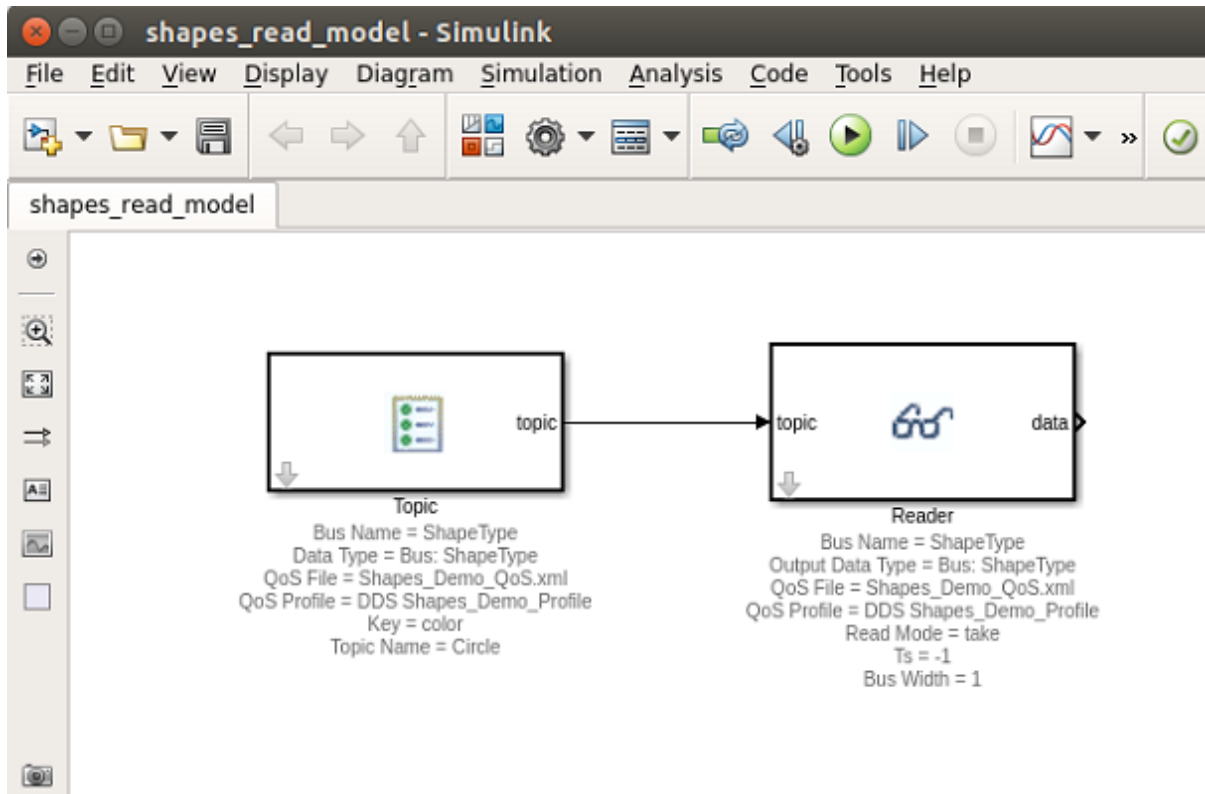 shapes_read_model - Simulink
File Edit View Display Diagram Simulation Analysis Code Tools Help
»
shapes_read_model
topic
Topic
Bus Name = ShapeType
Data Type = Bus: ShapeType
QoS File = Shapes_Demo_QoS.xml
QoS Profile = DDS Shapes_Demo_Profile
Key = color
Topic Name = Circle
topic data
Reader
Bus Name = ShapeType
Output Data Type = Bus: ShapeType
QoS File = Shapes_Demo_QoS.xml
QoS Profile = DDS Shapes_Demo_Profile
Read Mode = take
Ts = -1
Bus Width = 1